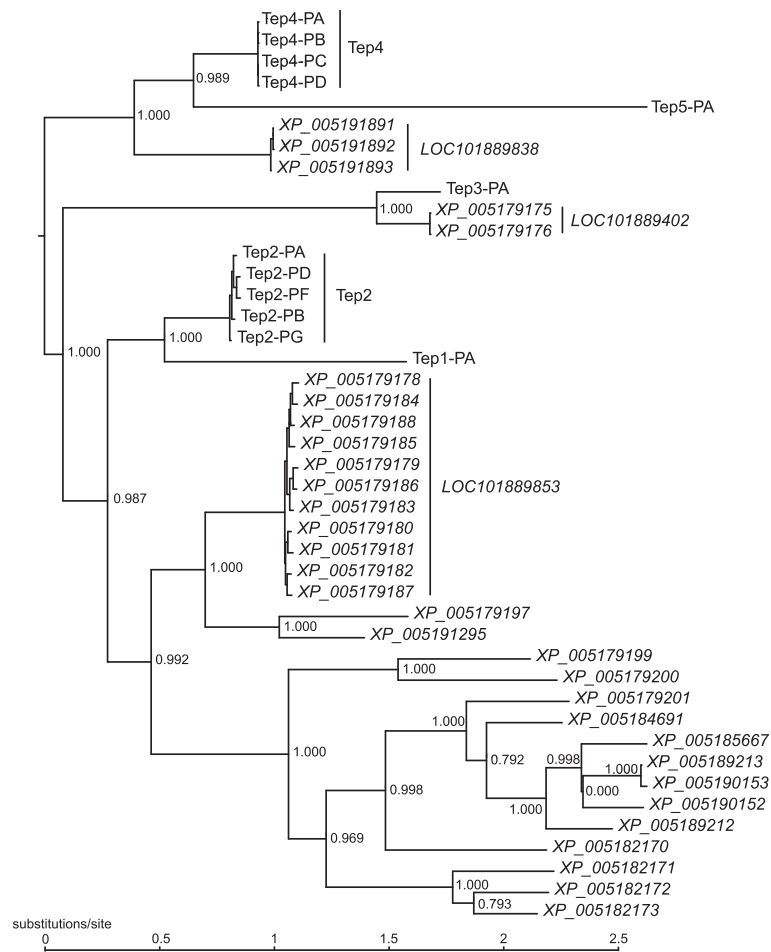 Tep4-PA
Tep4-PB
Tep4
Tep4-PC
Tep4-PD
0.989
Tep5-PA
1.000
XP_005191891
XP_005191892
LOC101889838
XP_005191893
Tep3-PA
1.000
XP_005179175
LOC101889402
XP_005179176
Tep2-PA
Tep2-PD
Tep2-PF
Tep2
Tep2-PB
Tep2-PG
1.000
1.000
Tep1-PA
XP_005179178
XP_005179184
XP_005179188
XP_005179185
XP_005179179
XP_005179186
LOC101889853
0.987
XP_005179183
XP_005179180
XP_005179181
1.000
XP_005179182
XP_005179187
XP_005179197
1.000
XP_005191295
0.992
XP_005179199
1.000
XP_005179200
XP_005179201
1.000
XP_005184691
XP_005185667
1.000
0.792
0.998
XP_005189213
1.000
XP_005190153
0.998
0.000
XP_005190152
1.000
XP_005189212
0.969
XP_005182170
XP_005182171
1.000
XP_005182172
0.793
XP_005182173
substitutions/site
0 0.5 1 1.5 2 2.5